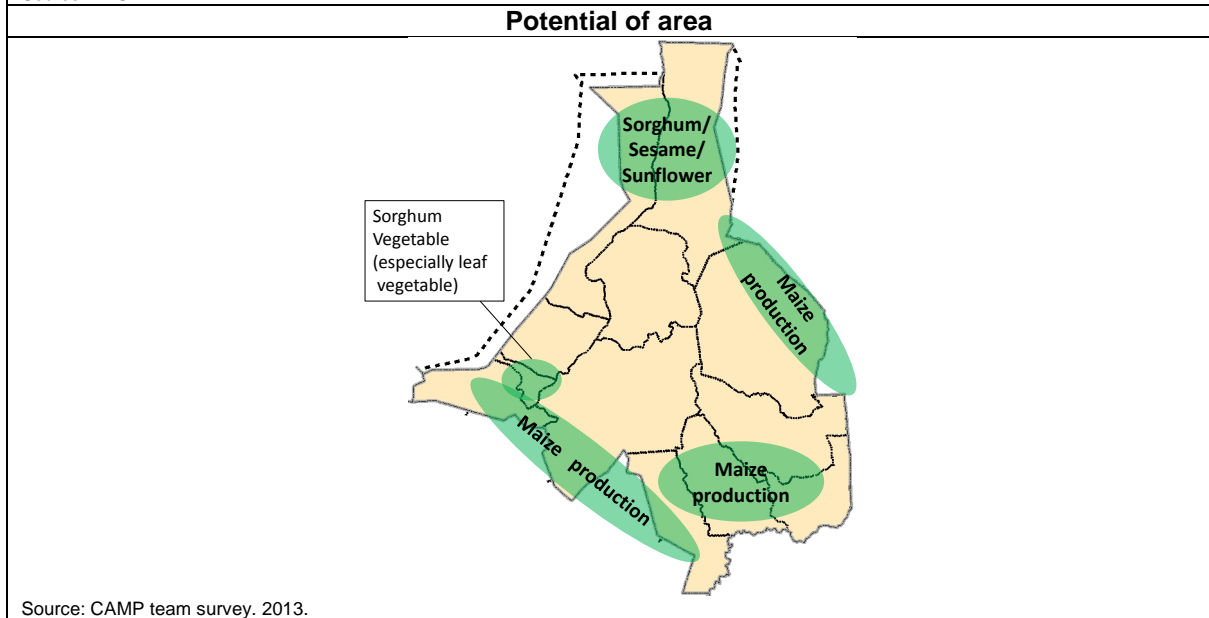 Potential of area
Sorghum/
Sesame/
Sunflower
Sorghum
Vegetable
(especially leaf
vegetable)
Maize
production
Maize production
Maize
production
Source: CAMP team survey. 2013.